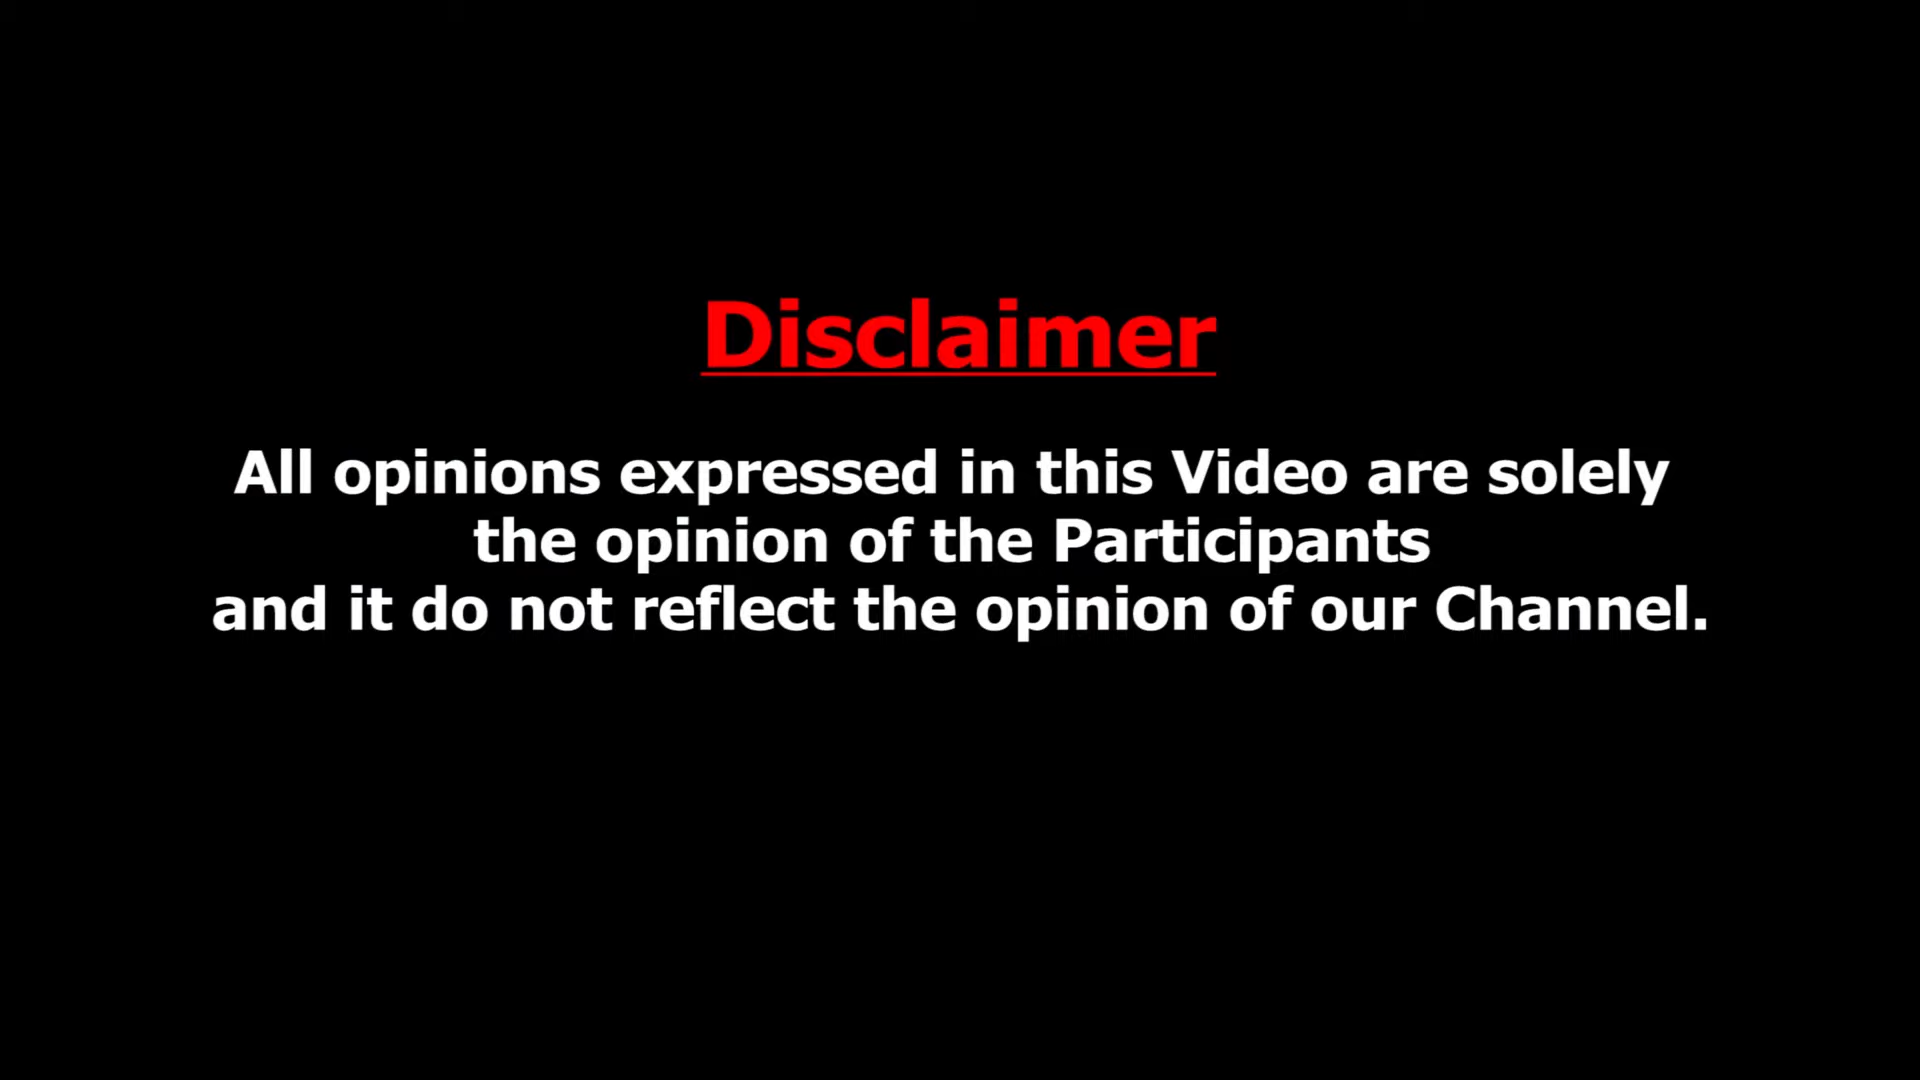 Disclaimer
All opinions expressed in this Video are solely
the opinion of the Participants
and it do not reflect the opinion of our Channel.